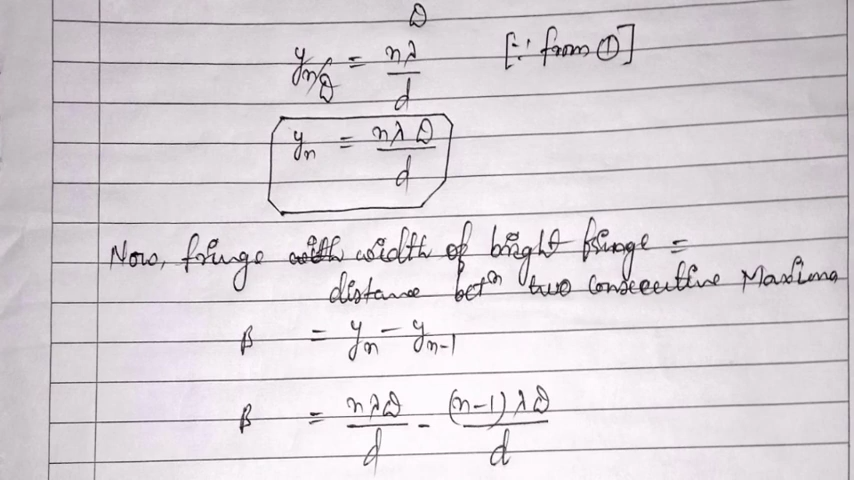 D
yn/D = nλ/d [∵ from ①]
yn = nλD/d
Now, fringe width of bright fringe =
distance betn two consecutive Maxima
β = yn - yn-1
β = nλD/d - (n-1)λD/d